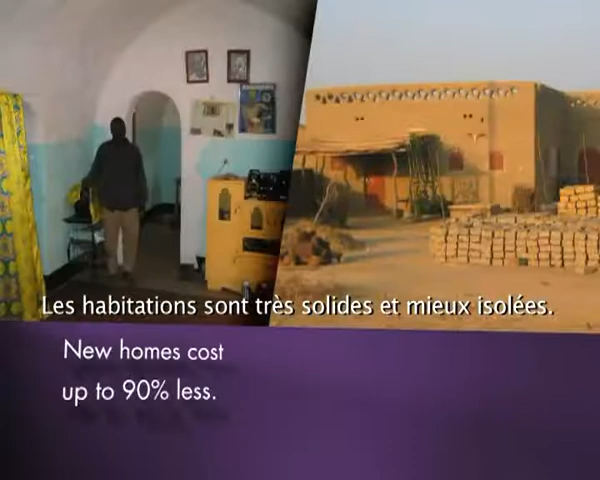 Les habitations sont très solides et mieux isolées.
New homes cost
up to 90% less.